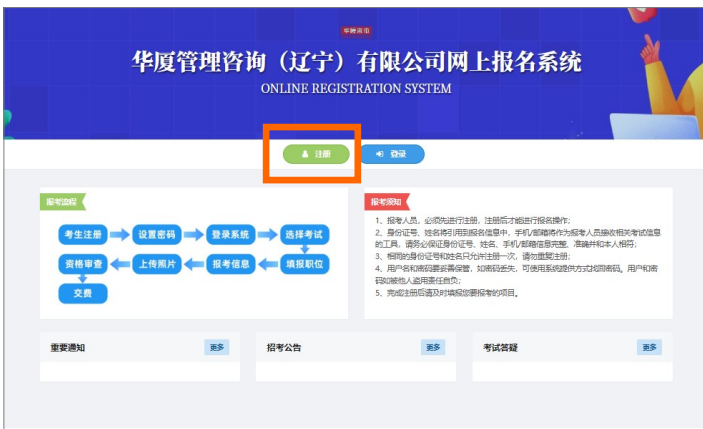 华厦咨询
华厦管理咨询（辽宁）有限公司网上报名系统
ONLINE REGISTRATION SYSTEM
注册
登录
报考流程
考生注册
设置密码
登录系统
选择考试
资格审查
上传照片
报考信息
填报职位
交费
报考须知
1、报考人员，必须先进行注册，注册后才能进行报名操作;
2、身份证号、姓名将引用到报名信息中，手机/邮箱将作为报考人员接收相关考试信息
的工具，请务必保证身份证号、姓名、手机/邮箱信息完整、准确并和本人相符;
3、相同的身份证号和姓名只允许注册一次，请勿重复注册;
4、用户名和密码要妥善保管，如密码丢失，可使用系统提供方式找回密码。用户和密
码如被他人盗用责任自负;
5、完成注册后请及时填报您要报考的项目。
重要通知
更多
招考公告
更多
考试答疑
更多